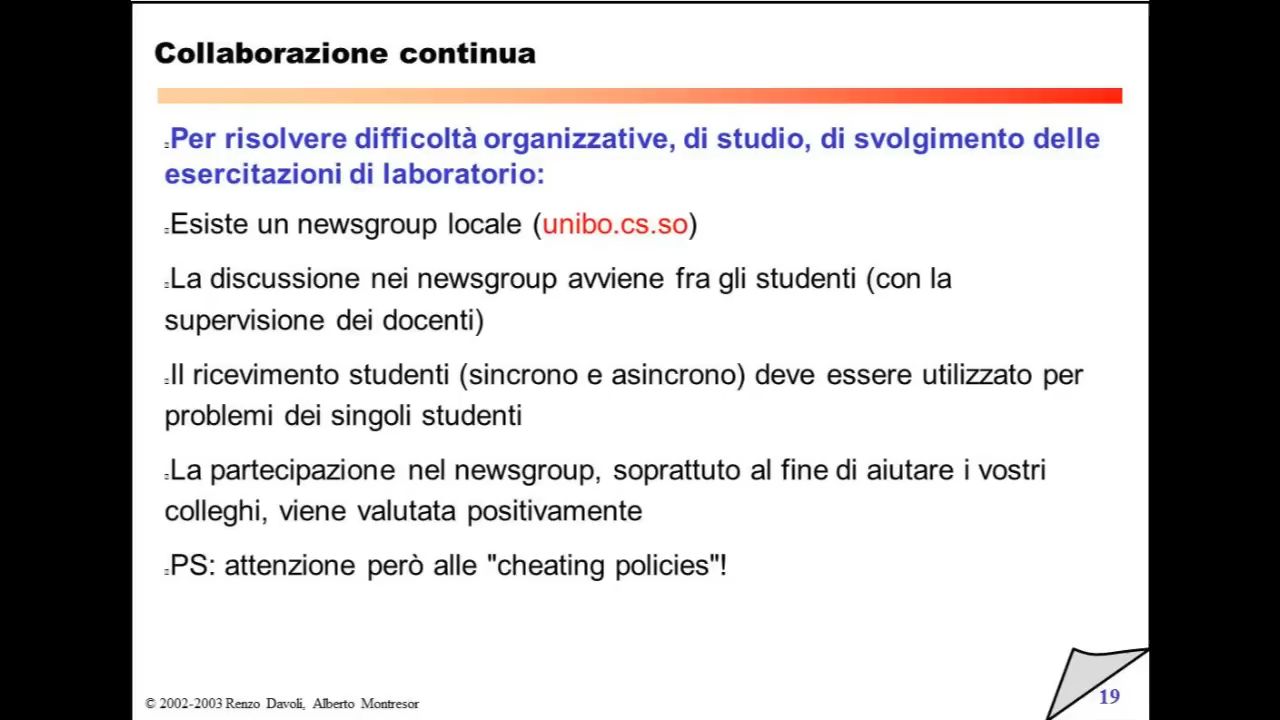 Collaborazione continua
Per risolvere difficoltà organizzative, di studio, di svolgimento delle
esercitazioni di laboratorio:
Esiste un newsgroup locale (unibo.cs.so)
La discussione nei newsgroup avviene fra gli studenti (con la
supervisione dei docenti)
Il ricevimento studenti (sincrono e asincrono) deve essere utilizzato per
problemi dei singoli studenti
La partecipazione nel newsgroup, soprattuto al fine di aiutare i vostri
colleghi, viene valutata positivamente
PS: attenzione però alle "cheating policies"!
© 2002-2003 Renzo Davoli, Alberto Montresor
19